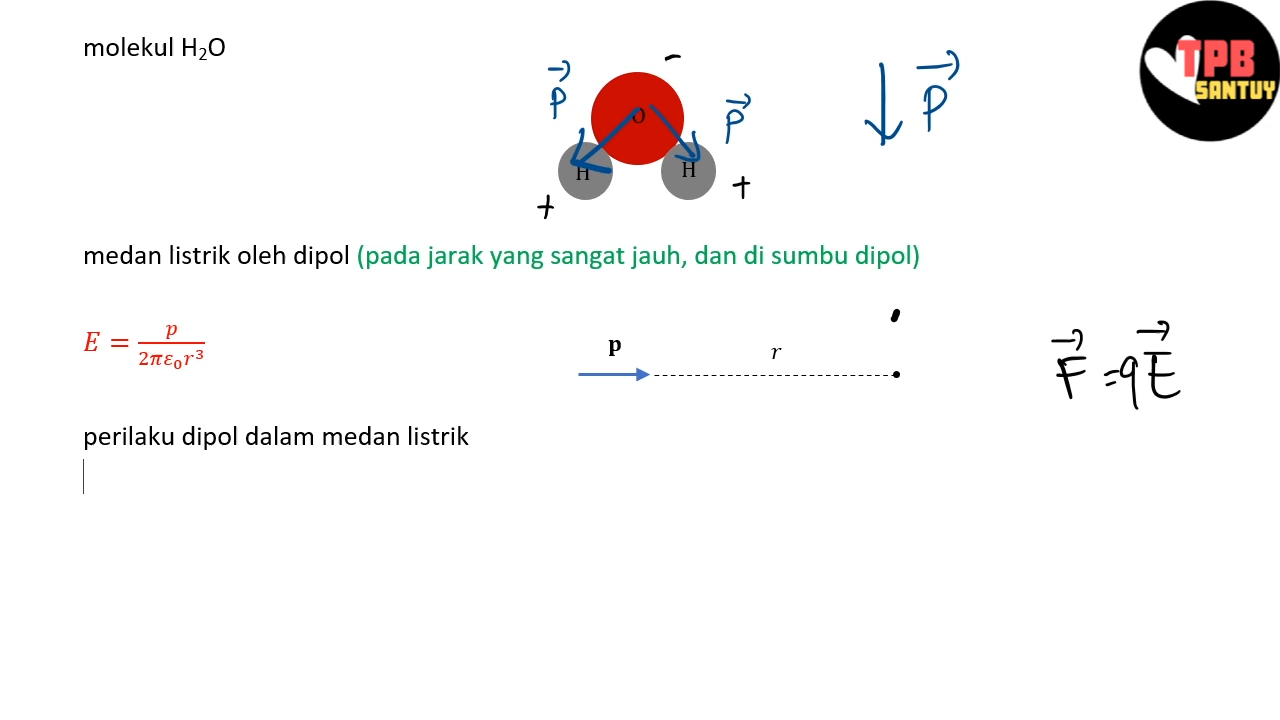 molekul H₂O
-
p⃗
O
p⃗
p⃗
H
H
+
+
TPB
SANTUY
medan listrik oleh dipol (pada jarak yang sangat jauh, dan di sumbu dipol)
E = p / 2πε₀r³
p
r
F⃗ = qE⃗
perilaku dipol dalam medan listrik